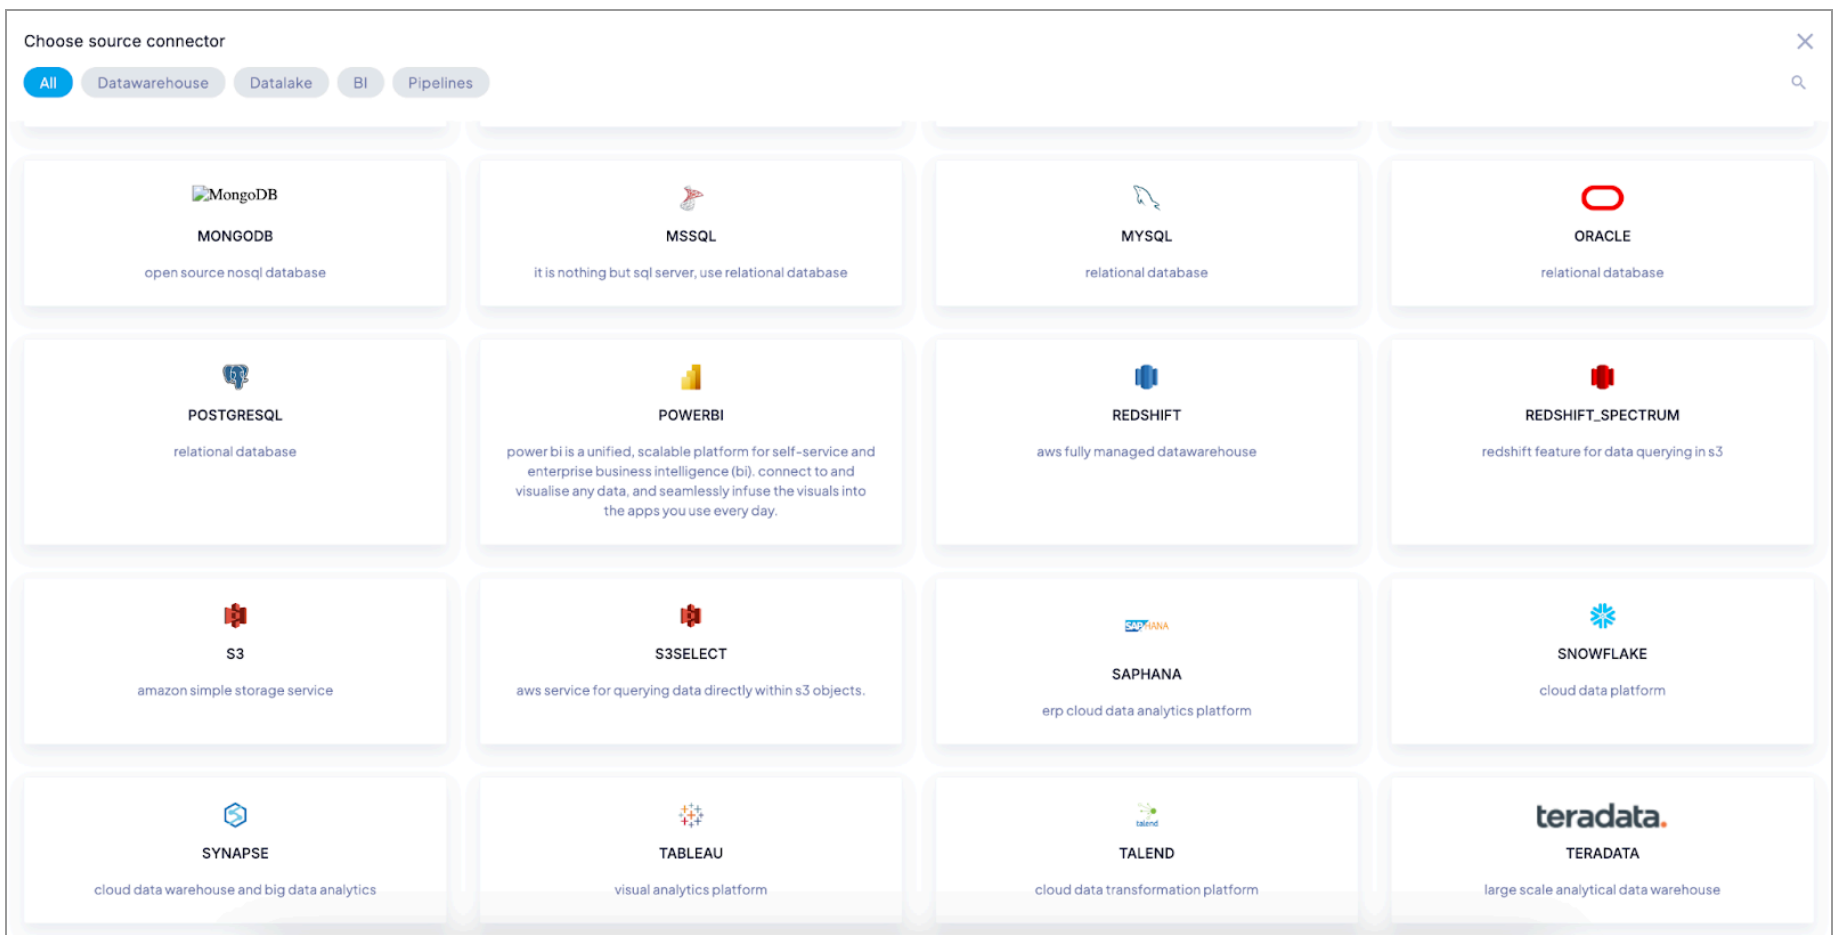 Choose source connector
All Datawarehouse Datalake BI Pipelines
MongoDB
MONGODB
open source nosql database
MSSQL
it is nothing but sql server, use relational database
MYSQL
relational database
ORACLE
relational database
POSTGRESQL
relational database
POWERBI
power bi is a unified, scalable platform for self-service and
enterprise business intelligence (bi). connect to and
visualise any data, and seamlessly infuse the visuals into
the apps you use every day.
REDSHIFT
aws fully managed datawarehouse
REDSHIFT_SPECTRUM
redshift feature for data querying in s3
S3
amazon simple storage service
S3SELECT
aws service for querying data directly within s3 objects.
SAP HANA
SAPHANA
erp cloud data analytics platform
SNOWFLAKE
cloud data platform
SYNAPSE
cloud data warehouse and big data analytics
TABLEAU
visual analytics platform
talend
TALEND
cloud data transformation platform
teradata.
TERADATA
large scale analytical data warehouse